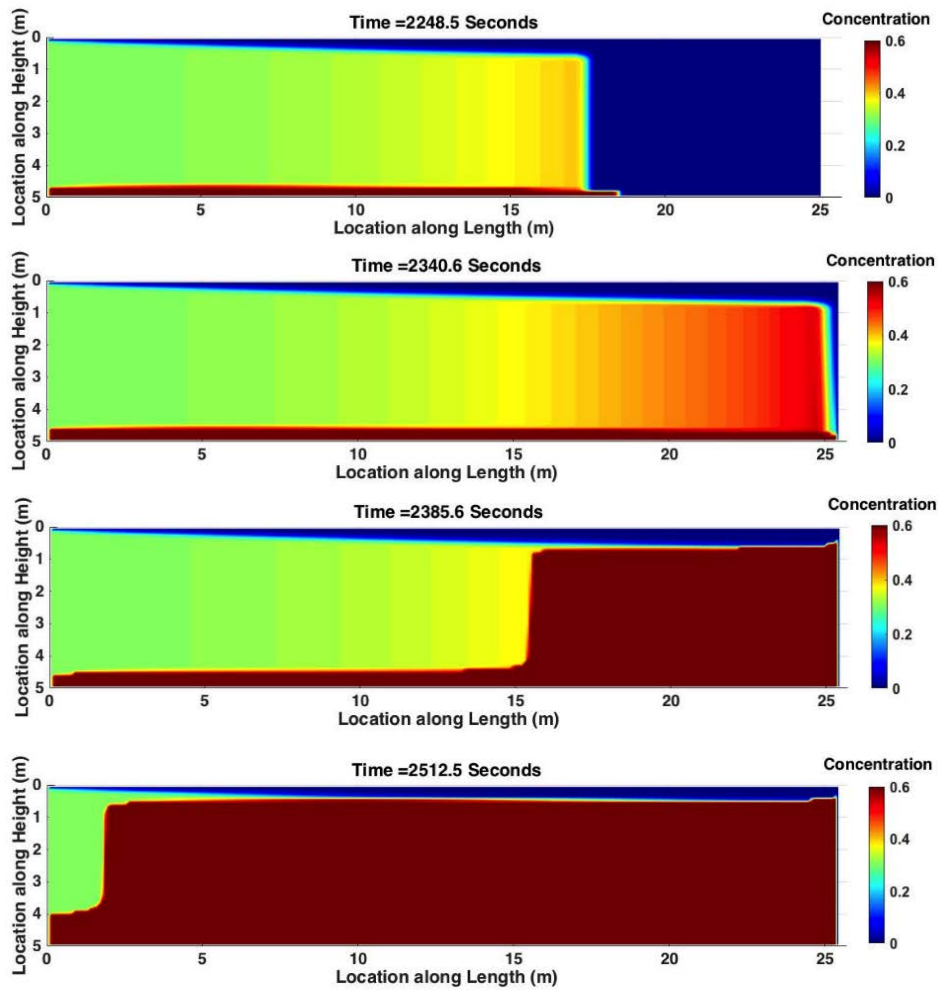 Time =2248.5 Seconds
Concentration
Location along Height (m)
0
1
2
3
4
5
0 5 10 15 20 25
Location along Length (m)
0.6
0.4
0.2
0
Time =2340.6 Seconds
Concentration
Location along Height (m)
0
1
2
3
4
5
0 5 10 15 20 25
Location along Length (m)
0.6
0.4
0.2
0
Time =2385.6 Seconds
Concentration
Location along Height (m)
0
1
2
3
4
5
0 5 10 15 20 25
Location along Length (m)
0.6
0.4
0.2
0
Time =2512.5 Seconds
Concentration
Location along Height (m)
0
1
2
3
4
5
0 5 10 15 20 25
Location along Length (m)
0.6
0.4
0.2
0